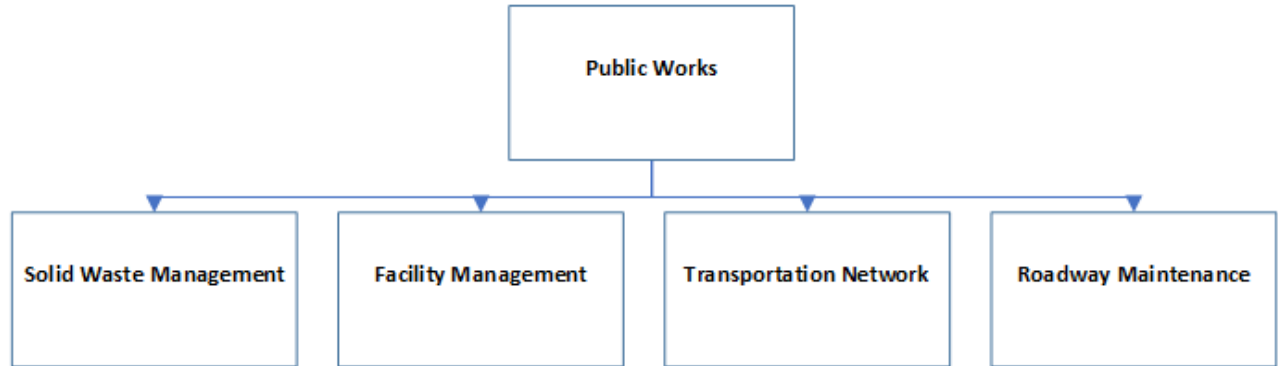 Public Works
Solid Waste Management
Facility Management
Transportation Network
Roadway Maintenance